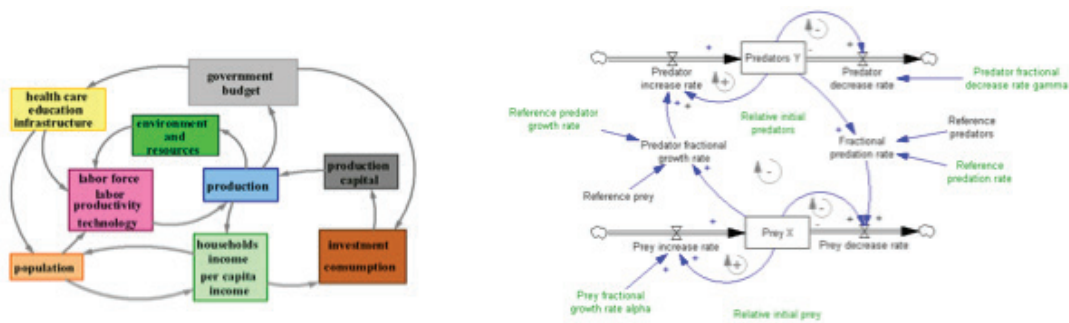 government
budget
health care
education
infrastructure
environment
and
resources
production
capital
labor force
labor
productivity
technology
production
households
income
per capita
income
investment
consumption
population
Predators Y
Predator
increase rate
Predator
decrease rate
Predator fractional
decrease rate gamma
Reference predator
growth rate
Relative initial
predators
Reference
predators
Predator fractional
growth rate
Fractional
predation rate
Reference
predation rate
Reference prey
Prey X
Prey increase rate
Prey decrease rate
Prey fractional
growth rate alpha
Relative initial prey